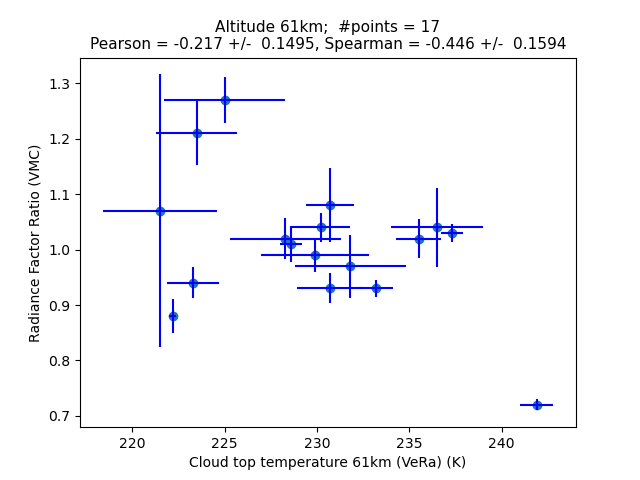 Altitude 61km;  #points = 17
Pearson = -0.217 +/-  0.1495, Spearman = -0.446 +/-  0.1594
1.3
1.2
1.1
1.0
0.9
0.8
0.7
Radiance Factor Ratio (VMC)
220 225 230 235 240
Cloud top temperature 61km (VeRa) (K)